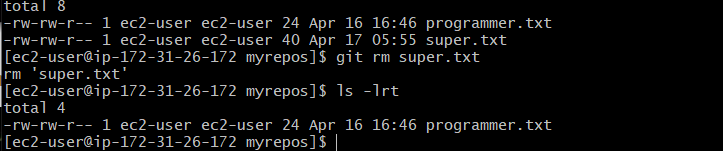 total 8
-rw-rw-r-- 1 ec2-user ec2-user 24 Apr 16 16:46 programmer.txt
-rw-rw-r-- 1 ec2-user ec2-user 40 Apr 17 05:55 super.txt
[ec2-user@ip-172-31-26-172 myrepos]$ git rm super.txt
rm 'super.txt'
[ec2-user@ip-172-31-26-172 myrepos]$ ls -lrt
total 4
-rw-rw-r-- 1 ec2-user ec2-user 24 Apr 16 16:46 programmer.txt
[ec2-user@ip-172-31-26-172 myrepos]$